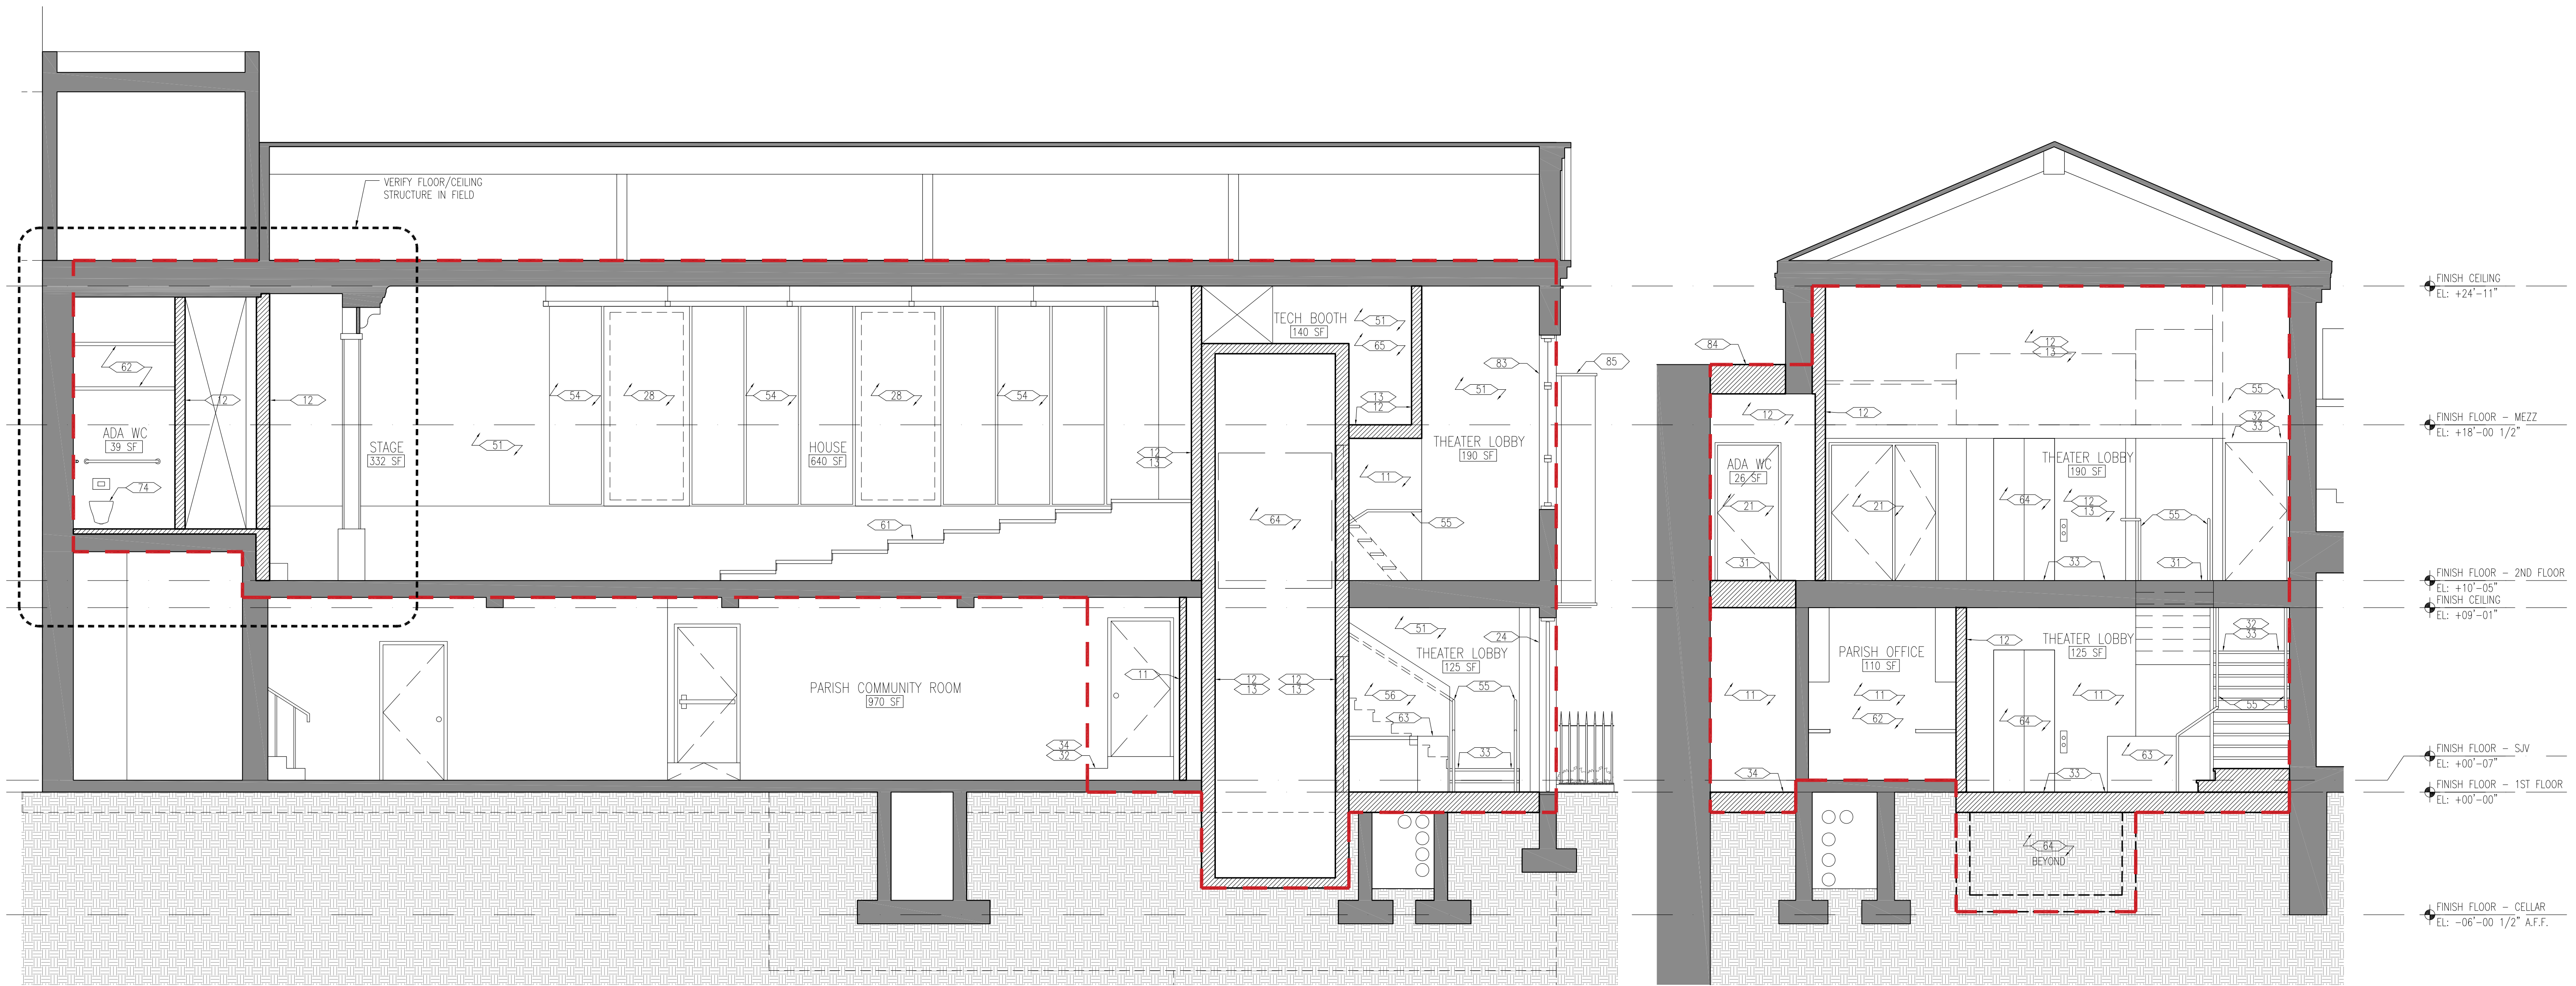 VERIFY FLOOR/CEILING
STRUCTURE IN FIELD
62
12
12
ADA WC
39 SF
74
STAGE
332 SF
51
54
28
54
28
54
HOUSE
640 SF
61
12
13
TECH BOOTH
140 SF
51
65
13
12
83
85
51
THEATER LOBBY
190 SF
11
64
55
PARISH COMMUNITY ROOM
970 SF
11
34
32
12
13
12
13
51
24
THEATER LOBBY
125 SF
56
55
63
33
84
12
12
12
13
55
32
33
ADA WC
26 SF
21
21
THEATER LOBBY
190 SF
64
12
13
55
31
33
31
PARISH OFFICE
110 SF
12
THEATER LOBBY
125 SF
32
33
11
11
62
11
64
55
63
34
33
64
BEYOND
FINISH CEILING
EL: +24'-11"
FINISH FLOOR - MEZZ
EL: +18'-00 1/2"
FINISH FLOOR - 2ND FLOOR
EL: +10'-05"
FINISH CEILING
EL: +09'-01"
FINISH FLOOR - SJV
EL: +00'-07"
FINISH FLOOR - 1ST FLOOR
EL: +00'-00"
FINISH FLOOR - CELLAR
EL: -06'-00 1/2" A.F.F.